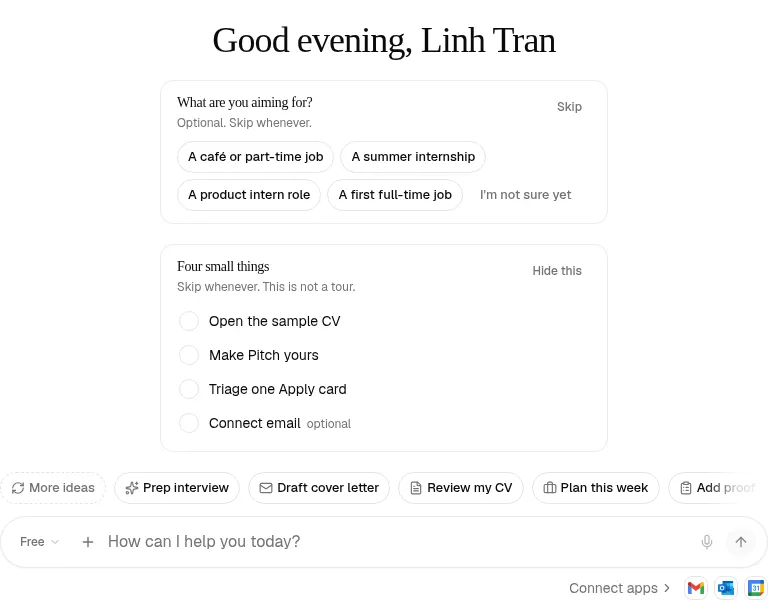 Good evening, Linh Tran
What are you aiming for?
Skip
Optional. Skip whenever.
A café or part-time job
A summer internship
A product intern role
A first full-time job
I'm not sure yet
Four small things
Hide this
Skip whenever. This is not a tour.
Open the sample CV
Make Pitch yours
Triage one Apply card
Connect email optional
More ideas
Prep interview
Draft cover letter
Review my CV
Plan this week
Add proof
Free
How can I help you today?
Connect apps
31